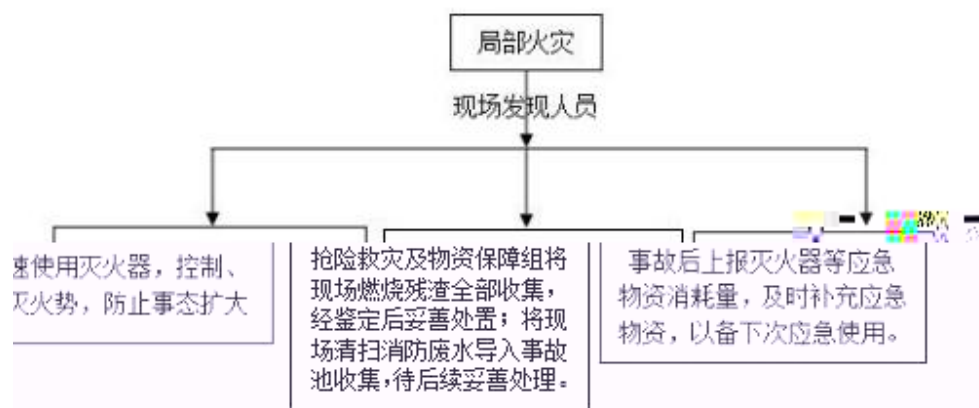 局部火灾
现场发现人员
速使用灭火器，控制、
灭火势，防止事态扩大
抢险救灾及物资保障组将
现场燃烧残渣全部收集，
经鉴定后妥善处置；将现
场清扫消防废水导入事故
池收集，待后续妥善处理。
事故后上报灭火器等应急
物资消耗量，及时补充应急
物资，以备下次应急使用。